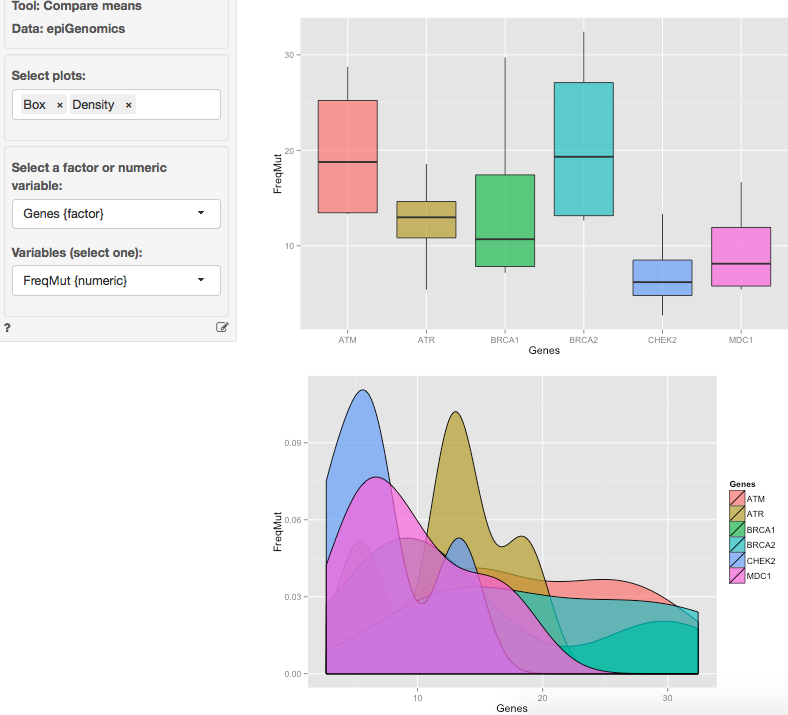 Tool: Compare means
Data: epiGenomics
Select plots:
Box × Density ×
Select a factor or numeric
variable:
Genes {factor}
Variables (select one):
FreqMut {numeric}
?
30
20
10
FreqMut
ATM ATR BRCA1 BRCA2 CHEK2 MDC1
Genes
0.09
0.06
0.03
0.00
FreqMut
10 20 30
Genes
Genes
ATM
ATR
BRCA1
BRCA2
CHEK2
MDC1